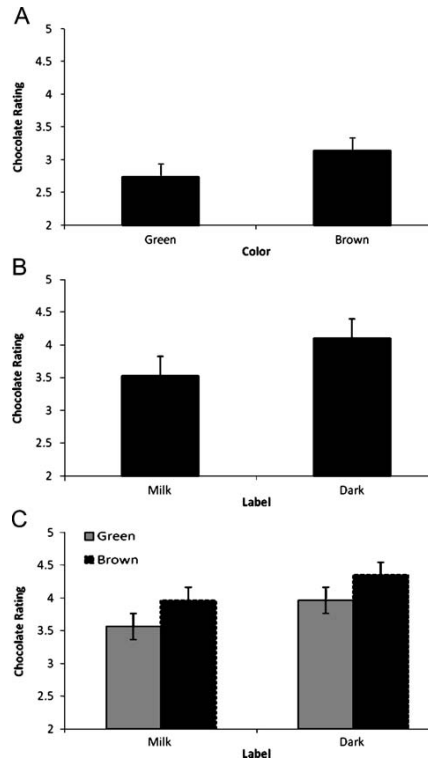 A
5
4.5
4
3.5
3
2.5
2
Chocolate Rating
Green Brown
Color
B
5
4.5
4
3.5
3
2.5
2
Chocolate Rating
Milk Dark
Label
C
5
4.5
4
3.5
3
2.5
2
Chocolate Rating
Green
Brown
Milk Dark
Label